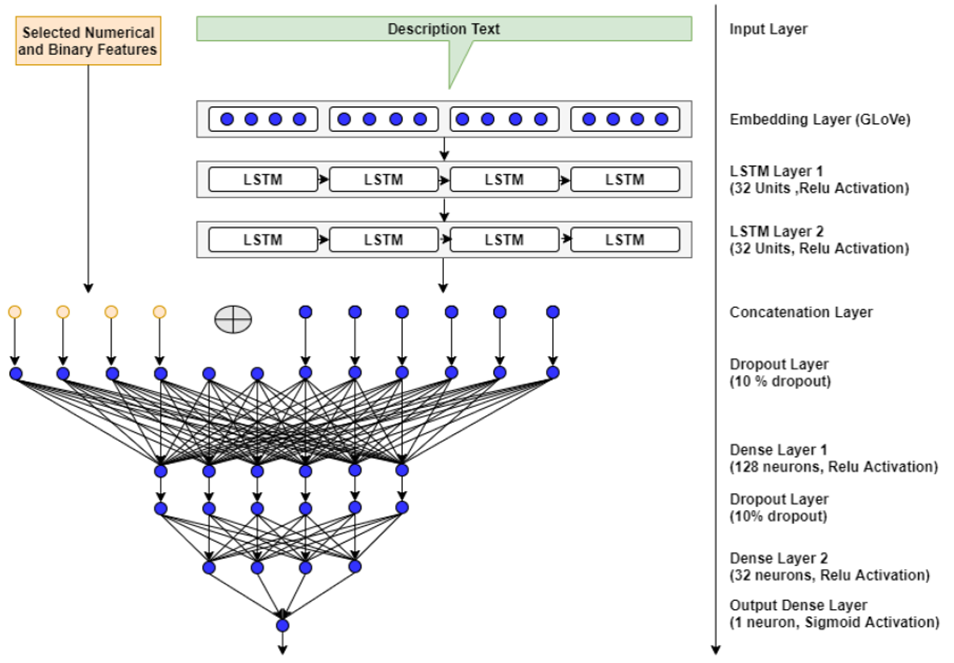 Selected Numerical
and Binary Features
Description Text
Input Layer
Embedding Layer (GLoVe)
LSTM
LSTM
LSTM
LSTM
LSTM Layer 1
(32 Units ,Relu Activation)
LSTM
LSTM
LSTM
LSTM
LSTM Layer 2
(32 Units, Relu Activation)
Concatenation Layer
Dropout Layer
(10 % dropout)
Dense Layer 1
(128 neurons, Relu Activation)
Dropout Layer
(10% dropout)
Dense Layer 2
(32 neurons, Relu Activation)
Output Dense Layer
(1 neuron, Sigmoid Activation)